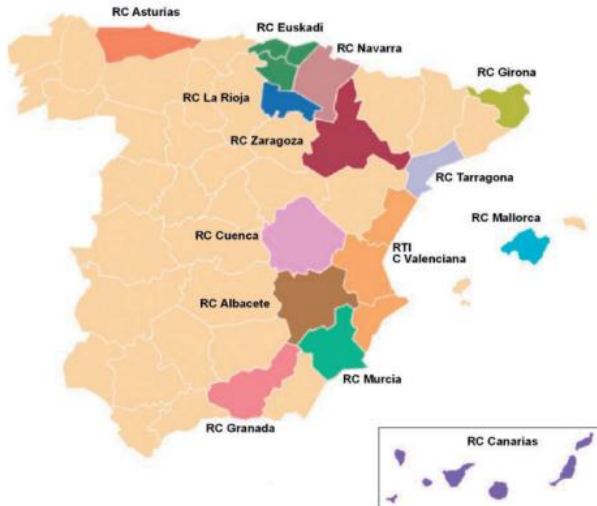 RC Asturias
RC Euskadi
RC Navarra
RC Girona
RC La Rioja
RC Zaragoza
RC Tarragona
RC Mallorca
RC Cuenca
RTI
C Valenciana
RC Albacete
RC Murcia
RC Granada
RC Canarias